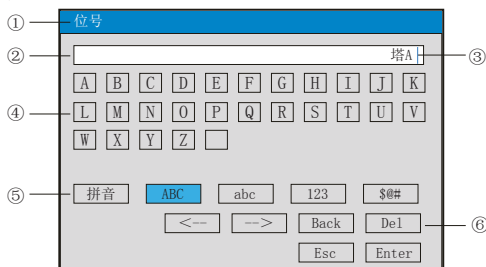 ① 位号
② 塔A ③
A B C D E F G H I J K
④ L M N O P Q R S T U V
W X Y Z
⑤ 拼音 ABC abc 123 $@#
<-- --> Back Del ⑥
Esc Enter